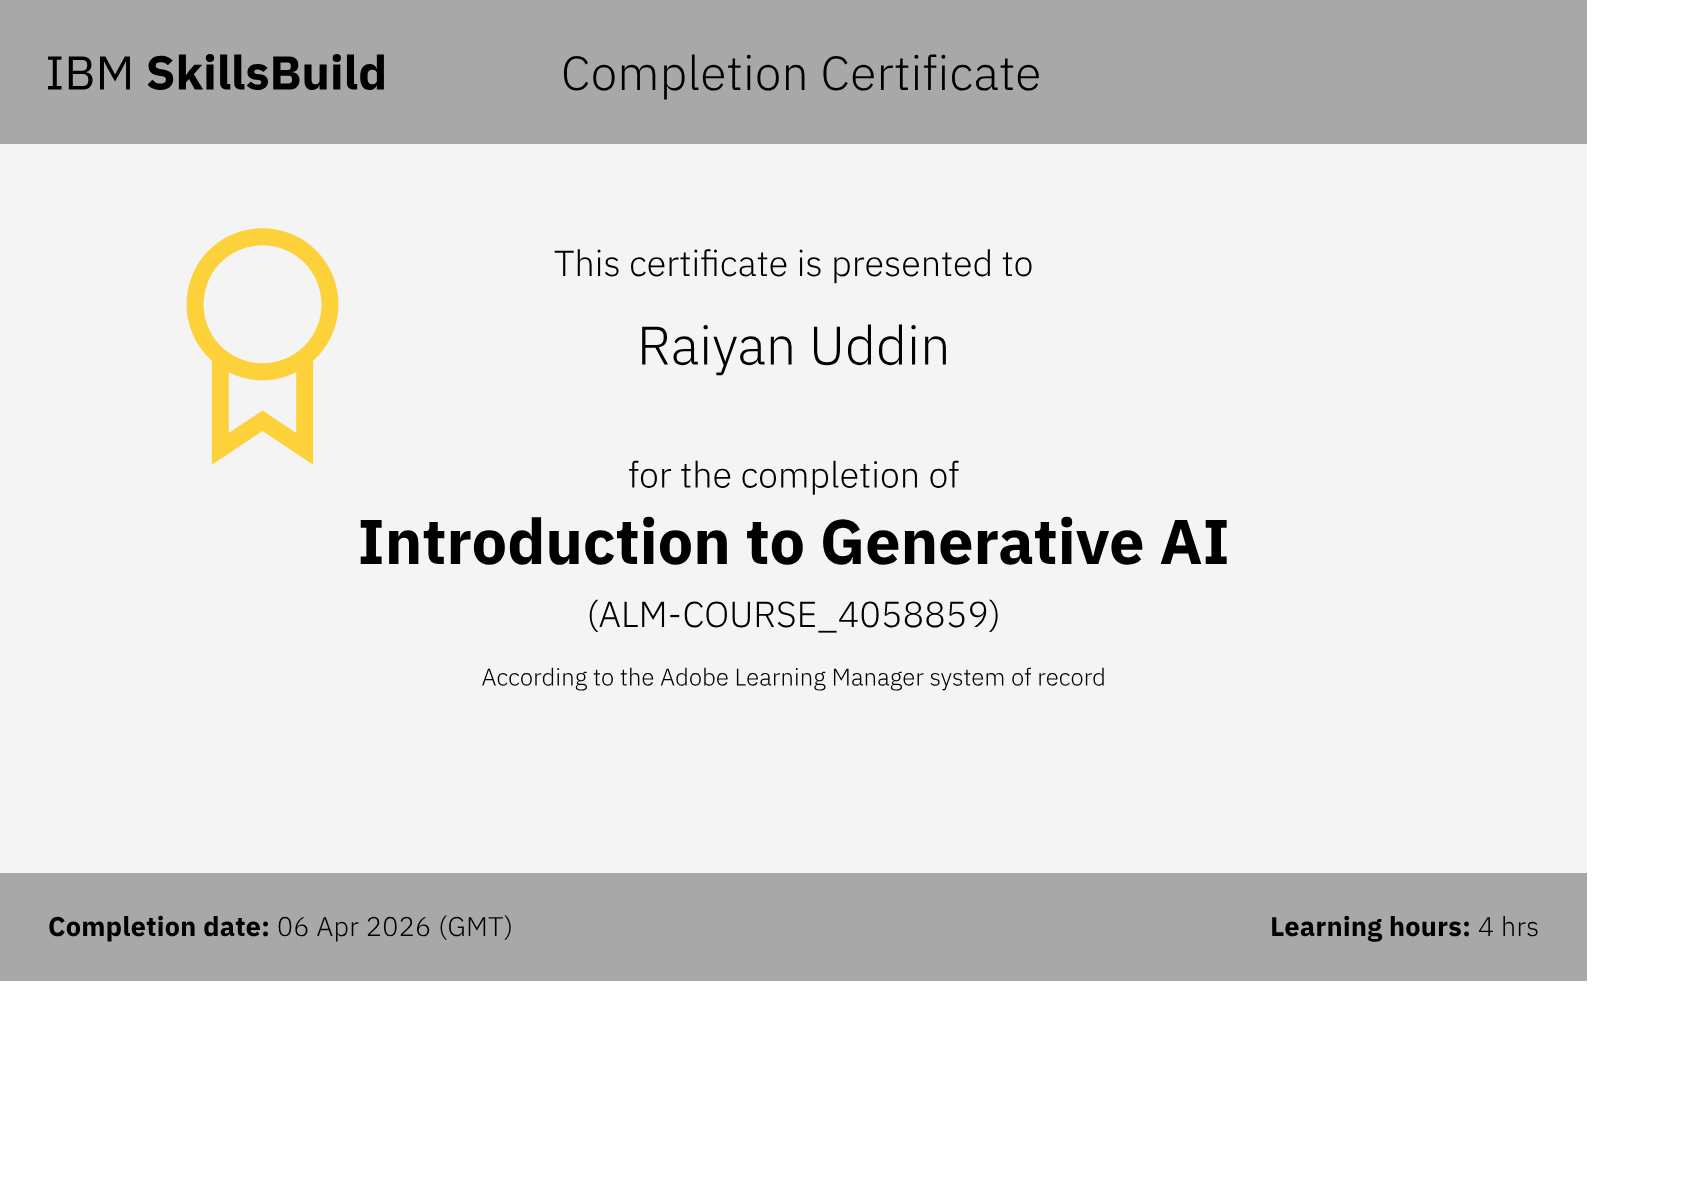 IBM SkillsBuild
Completion Certificate
This certificate is presented to
Raiyan Uddin
for the completion of
Introduction to Generative AI
(ALM-COURSE_4058859)
According to the Adobe Learning Manager system of record
Completion date: 06 Apr 2026 (GMT)
Learning hours: 4 hrs